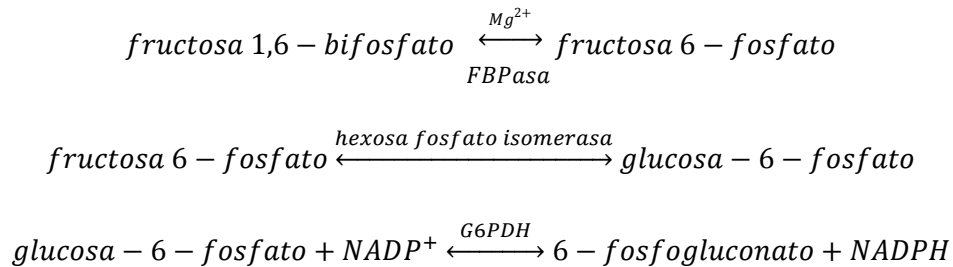 Mg²⁺
fructosa 1,6 − bifosfato ⟷ fructosa 6 − fosfato
FBPasa
hexosa fosfato isomerasa
fructosa 6 − fosfato ⟷ glucosa − 6 − fosfato
G6PDH
glucosa − 6 − fosfato + NADP⁺ ⟷ 6 − fosfogluconato + NADPH